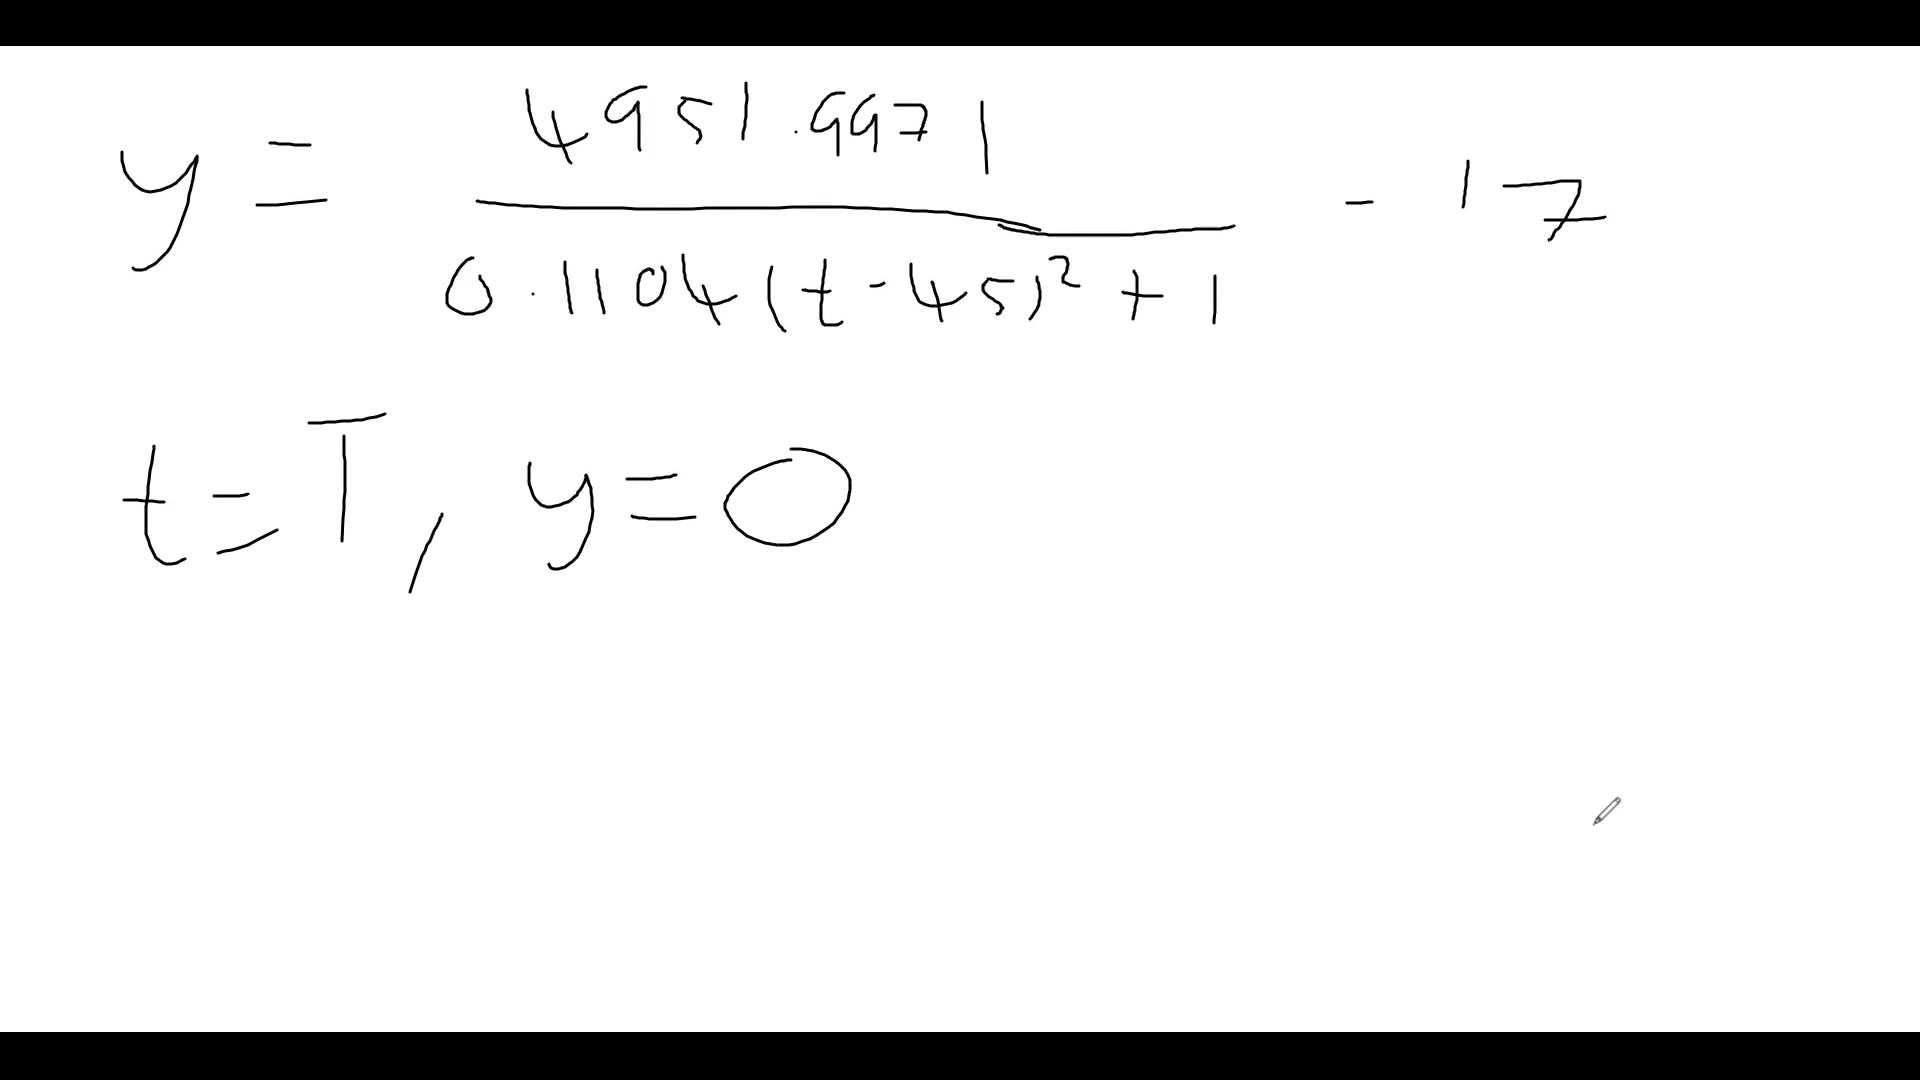 y = 4951.9971 / 0.1104(t-45)² + 1 - 17
t = T, y = 0